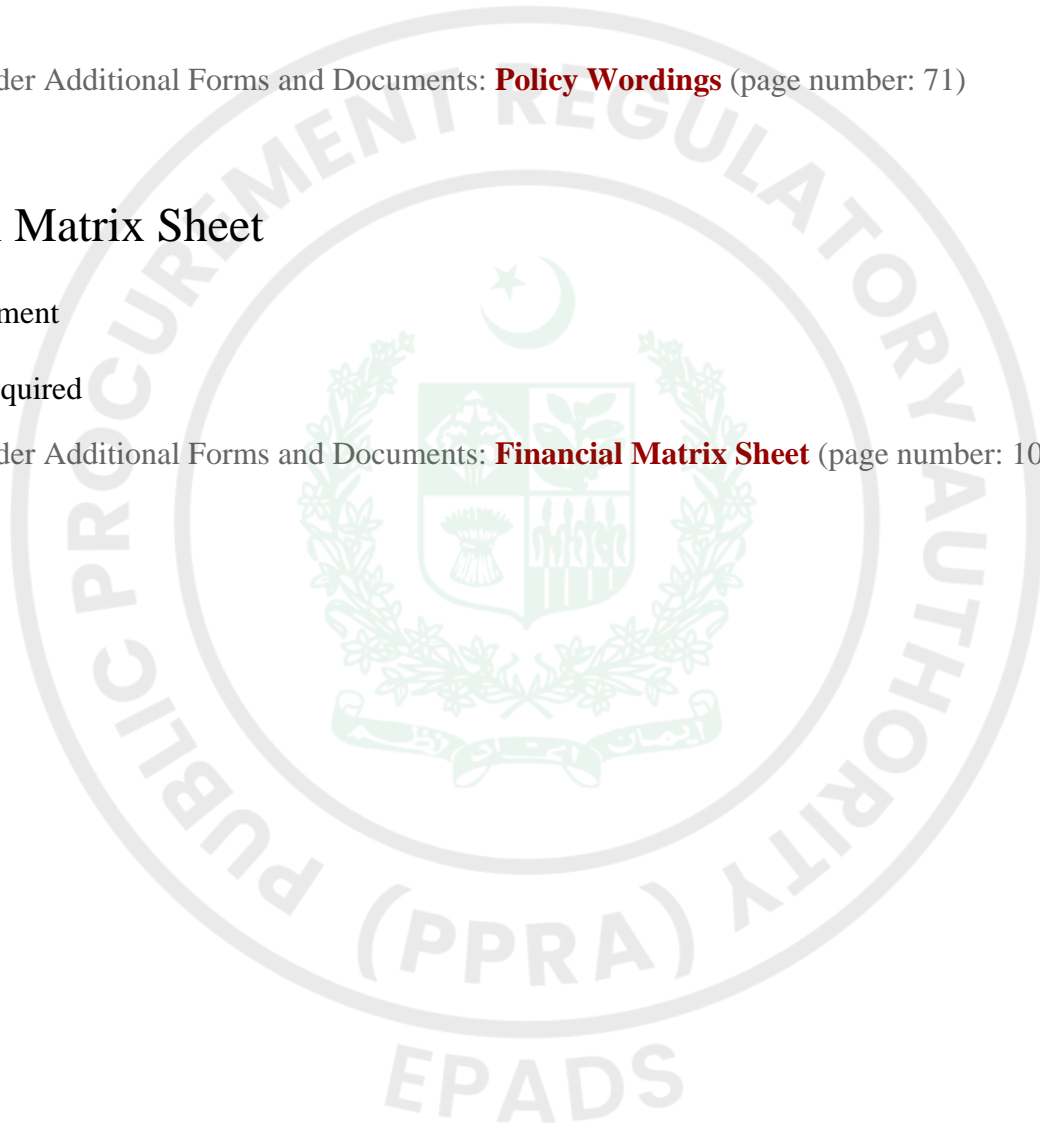 der Additional Forms and Documents: Policy Wordings (page number: 71)
Matrix Sheet
ment
quired
der Additional Forms and Documents: Financial Matrix Sheet (page number: 10
PUBLIC PROCUREMENT REGULATORY AUTHORITY
(PPRA)
EPADS